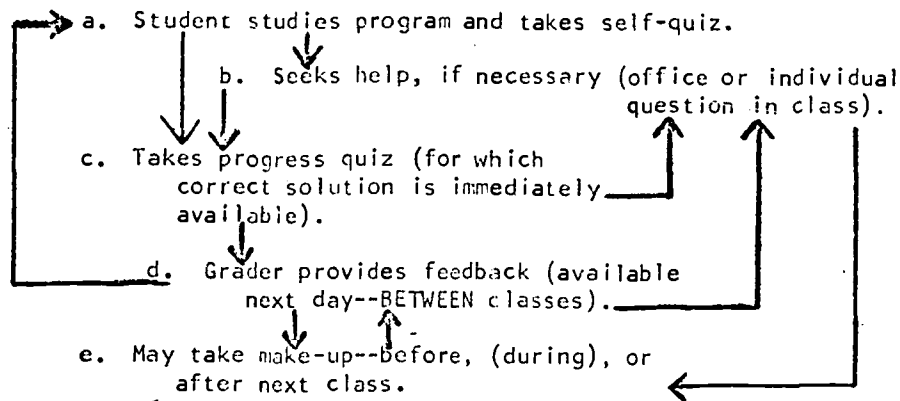 a. Student studies program and takes self-quiz.
b. Seeks help, if necessary (office or individual
question in class).
c. Takes progress quiz (for which
correct solution is immediately
available).
d. Grader provides feedback (available
next day--BETWEEN classes).
e. May take make-up--before, (during), or
after next class.